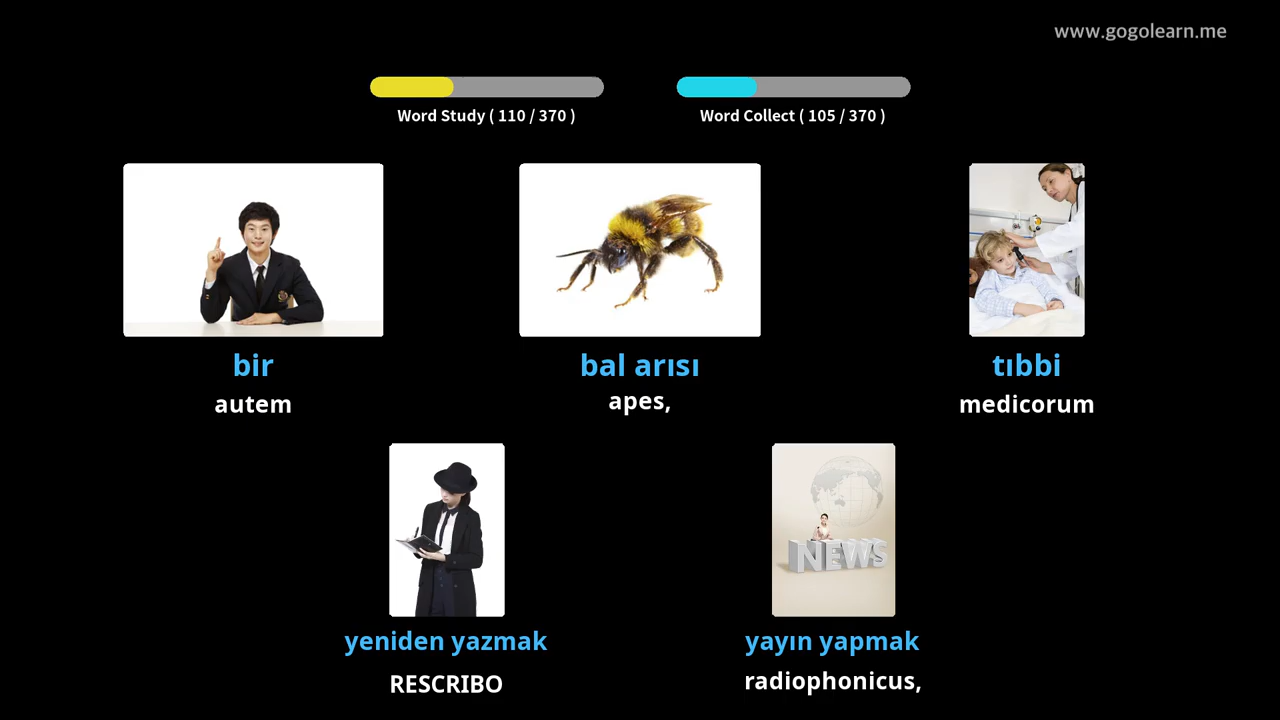 www.gogolearn.me
Word Study ( 110 / 370 )
Word Collect ( 105 / 370 )
bir
autem
bal arısı
apes,
tıbbi
medicorum
NEWS
yeniden yazmak
RESCRIBO
yayın yapmak
radiophonicus,